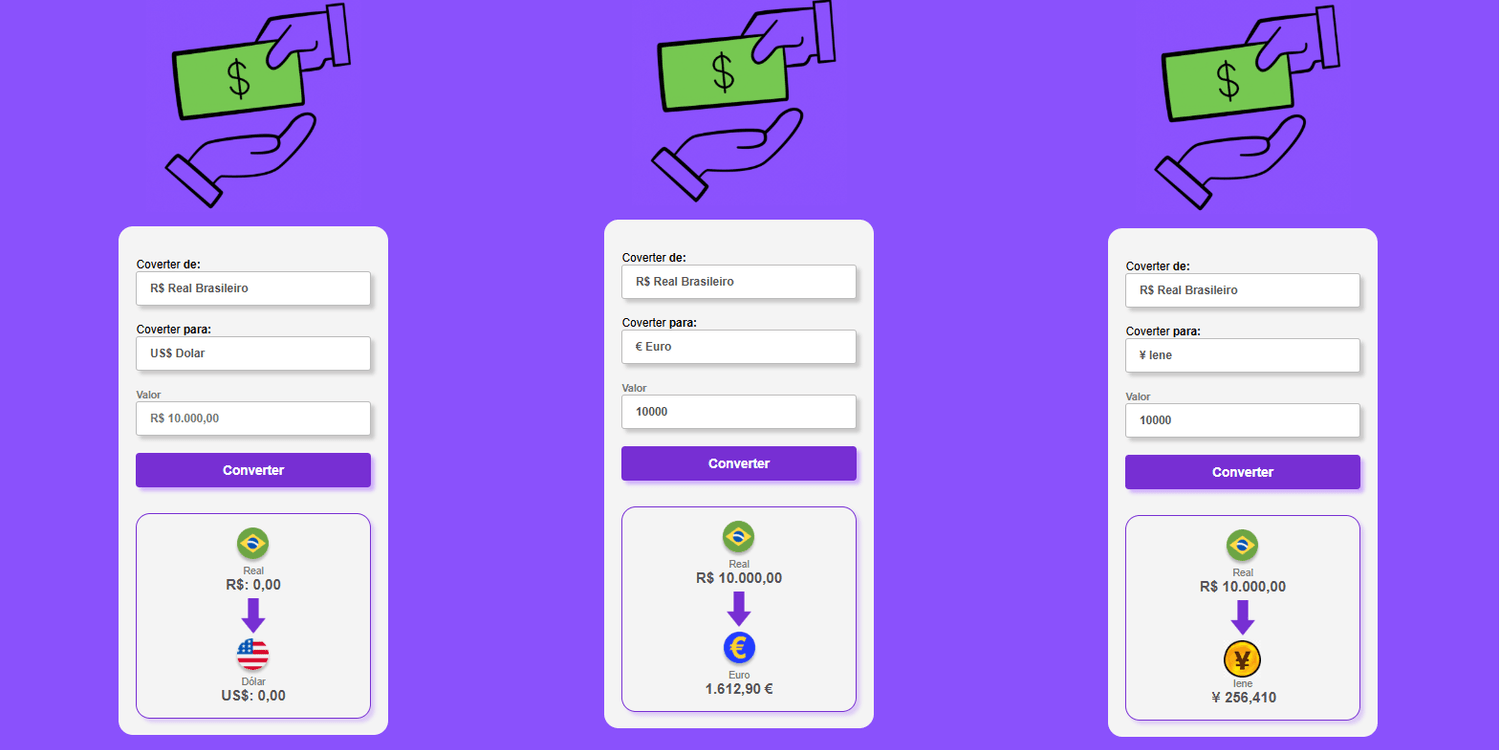 $
Coverter de:
R$ Real Brasileiro
Coverter para:
US$ Dolar
Valor
R$ 10.000,00
Converter
Real
R$: 0,00
Dólar
US$: 0,00
$
Coverter de:
R$ Real Brasileiro
Coverter para:
€ Euro
Valor
10000
Converter
Real
R$ 10.000,00
€
Euro
1.612,90 €
$
Coverter de:
R$ Real Brasileiro
Coverter para:
¥ Iene
Valor
10000
Converter
Real
R$ 10.000,00
¥
Iene
¥ 256,410